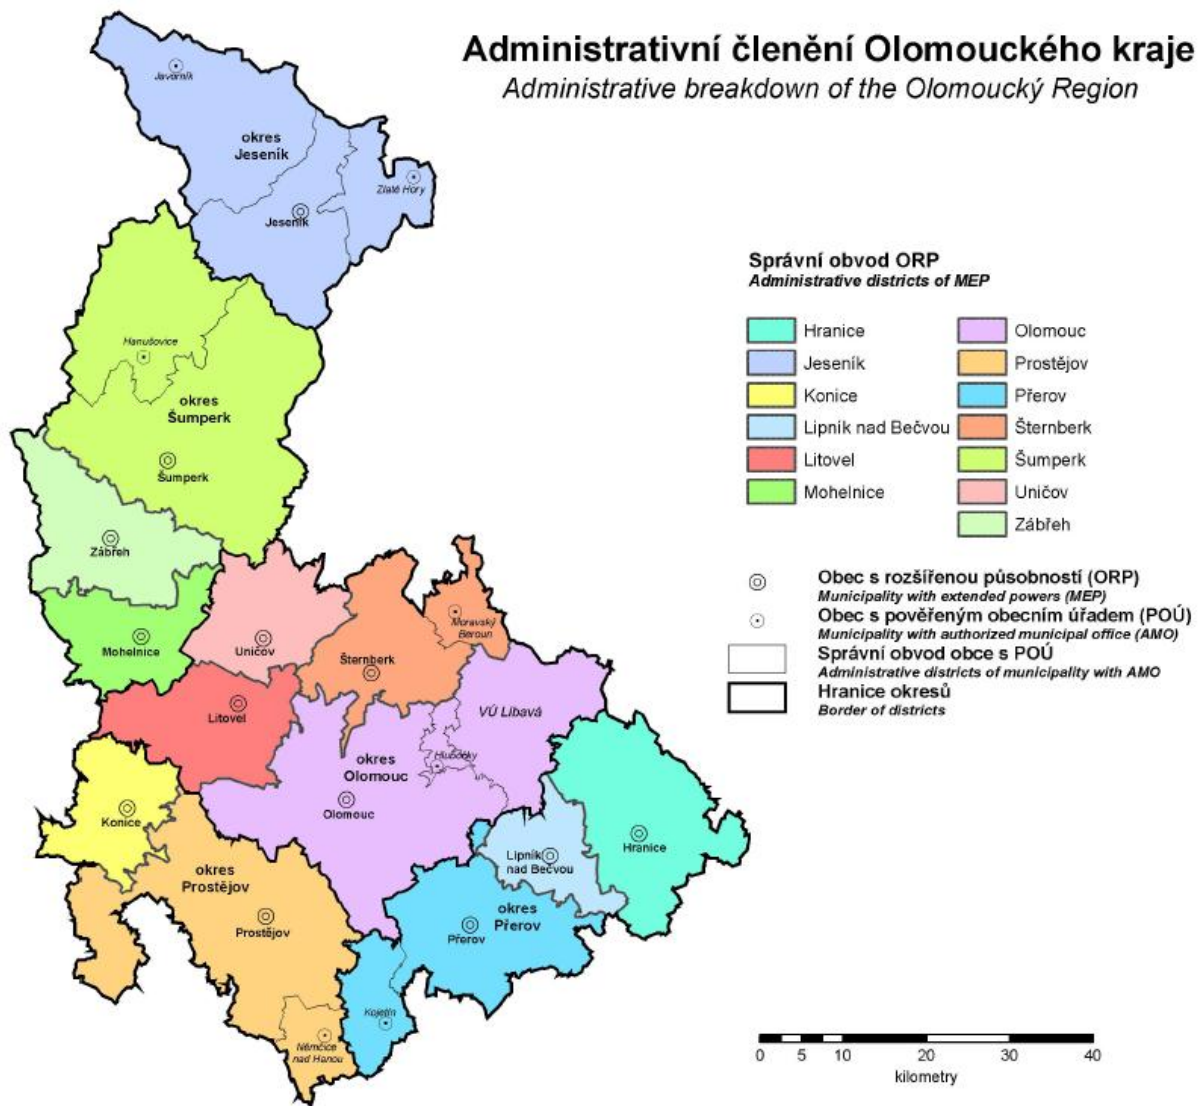 Administrativní členění Olomouckého kraje
Administrative breakdown of the Olomoucký Region
Javorník
okres
Jeseník
Zlaté Hory
Jeseník
Hanušovice
okres
Šumperk
Šumperk
Zábřeh
Mohelnice
Uničov
Moravský
Beroun
Šternberk
Litovel
VÚ Libavá
okres
Olomouc
Hlubočky
Olomouc
Konice
Hranice
Lipník
nad Bečvou
okres
Prostějov
okres
Přerov
Prostějov
Přerov
Kojetín
Němčice
nad Hanou
Správní obvod ORP
Administrative districts of MEP
Hranice
Jeseník
Konice
Lipník nad Bečvou
Litovel
Mohelnice
Olomouc
Prostějov
Přerov
Šternberk
Šumperk
Uničov
Zábřeh
Obec s rozšířenou působností (ORP)
Municipality with extended powers (MEP)
Obec s pověřeným obecním úřadem (POÚ)
Municipality with authorized municipal office (AMO)
Správní obvod obce s POÚ
Administrative districts of municipality with AMO
Hranice okresů
Border of districts
0 5 10 20 30 40
kilometry